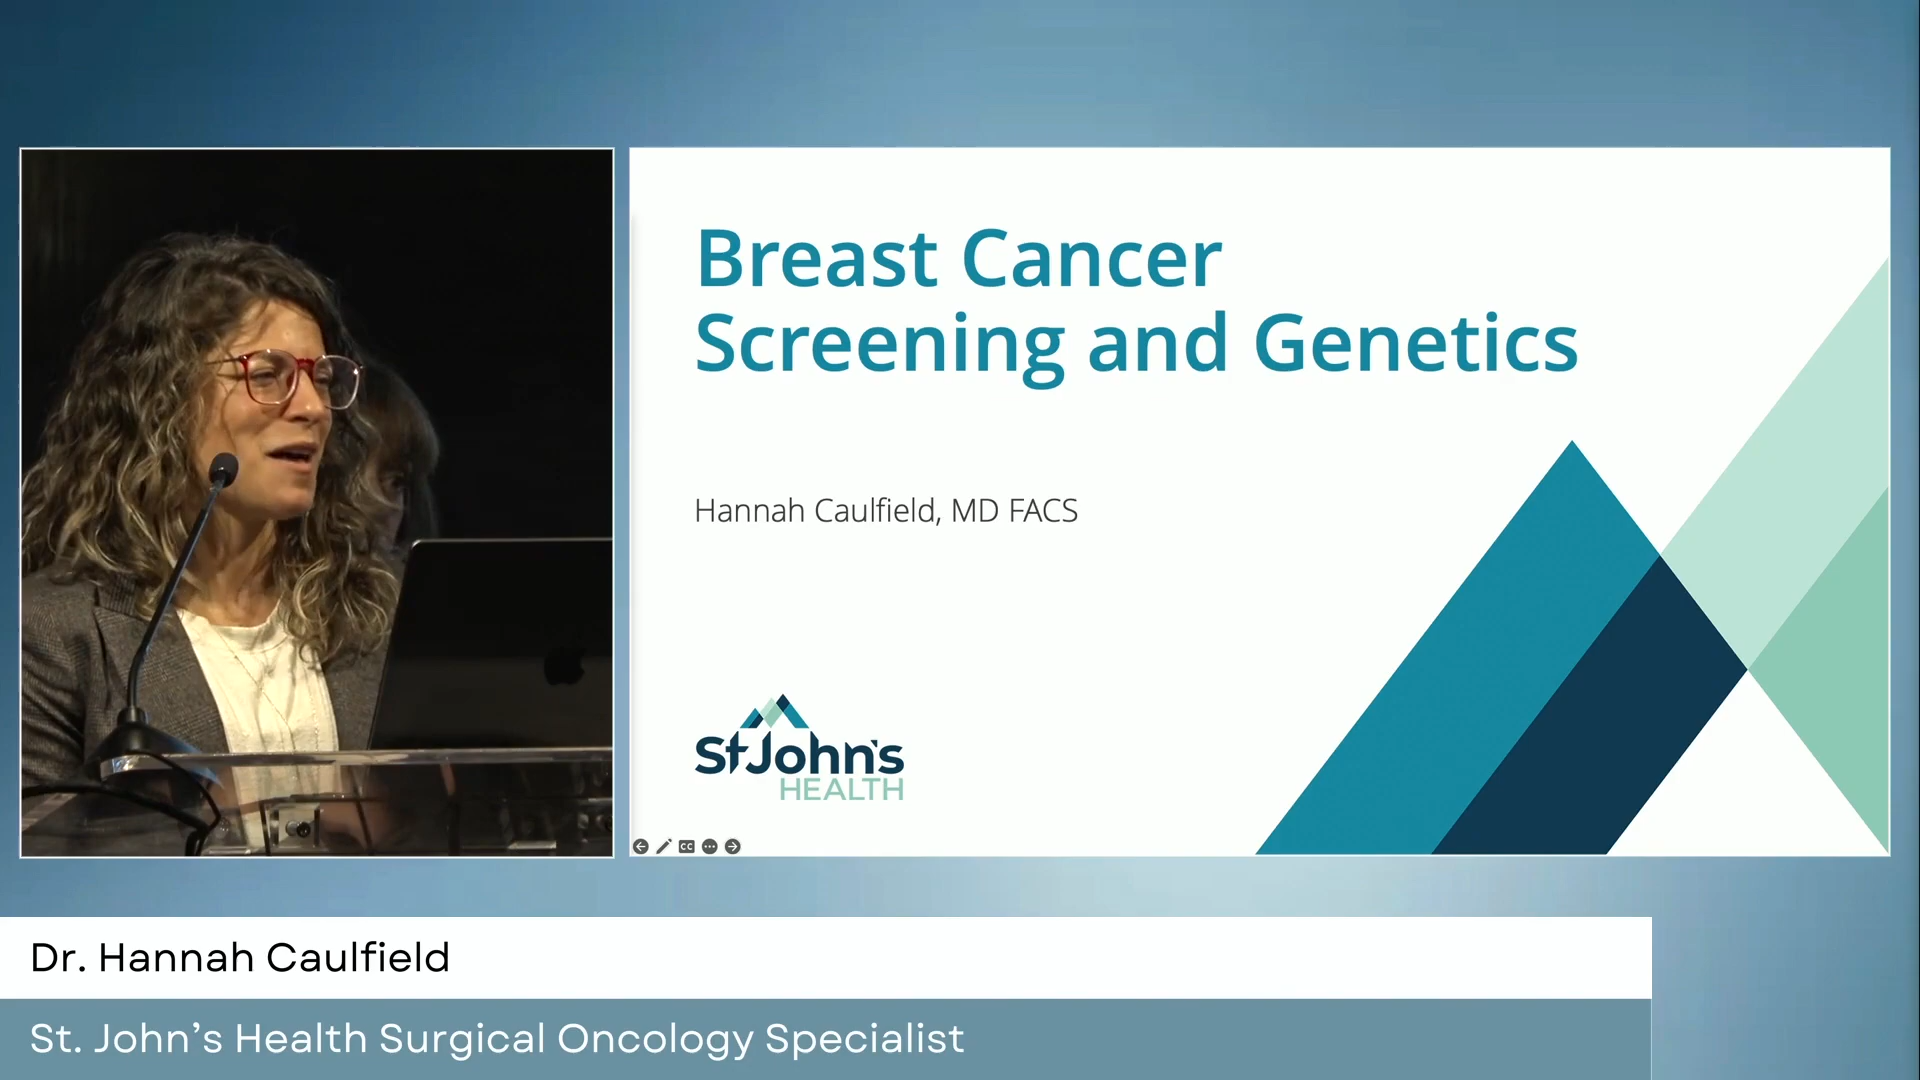 Breast Cancer
Screening and Genetics
Hannah Caulfield, MD FACS
St John's
HEALTH
CC
Dr. Hannah Caulfield
St. John’s Health Surgical Oncology Specialist